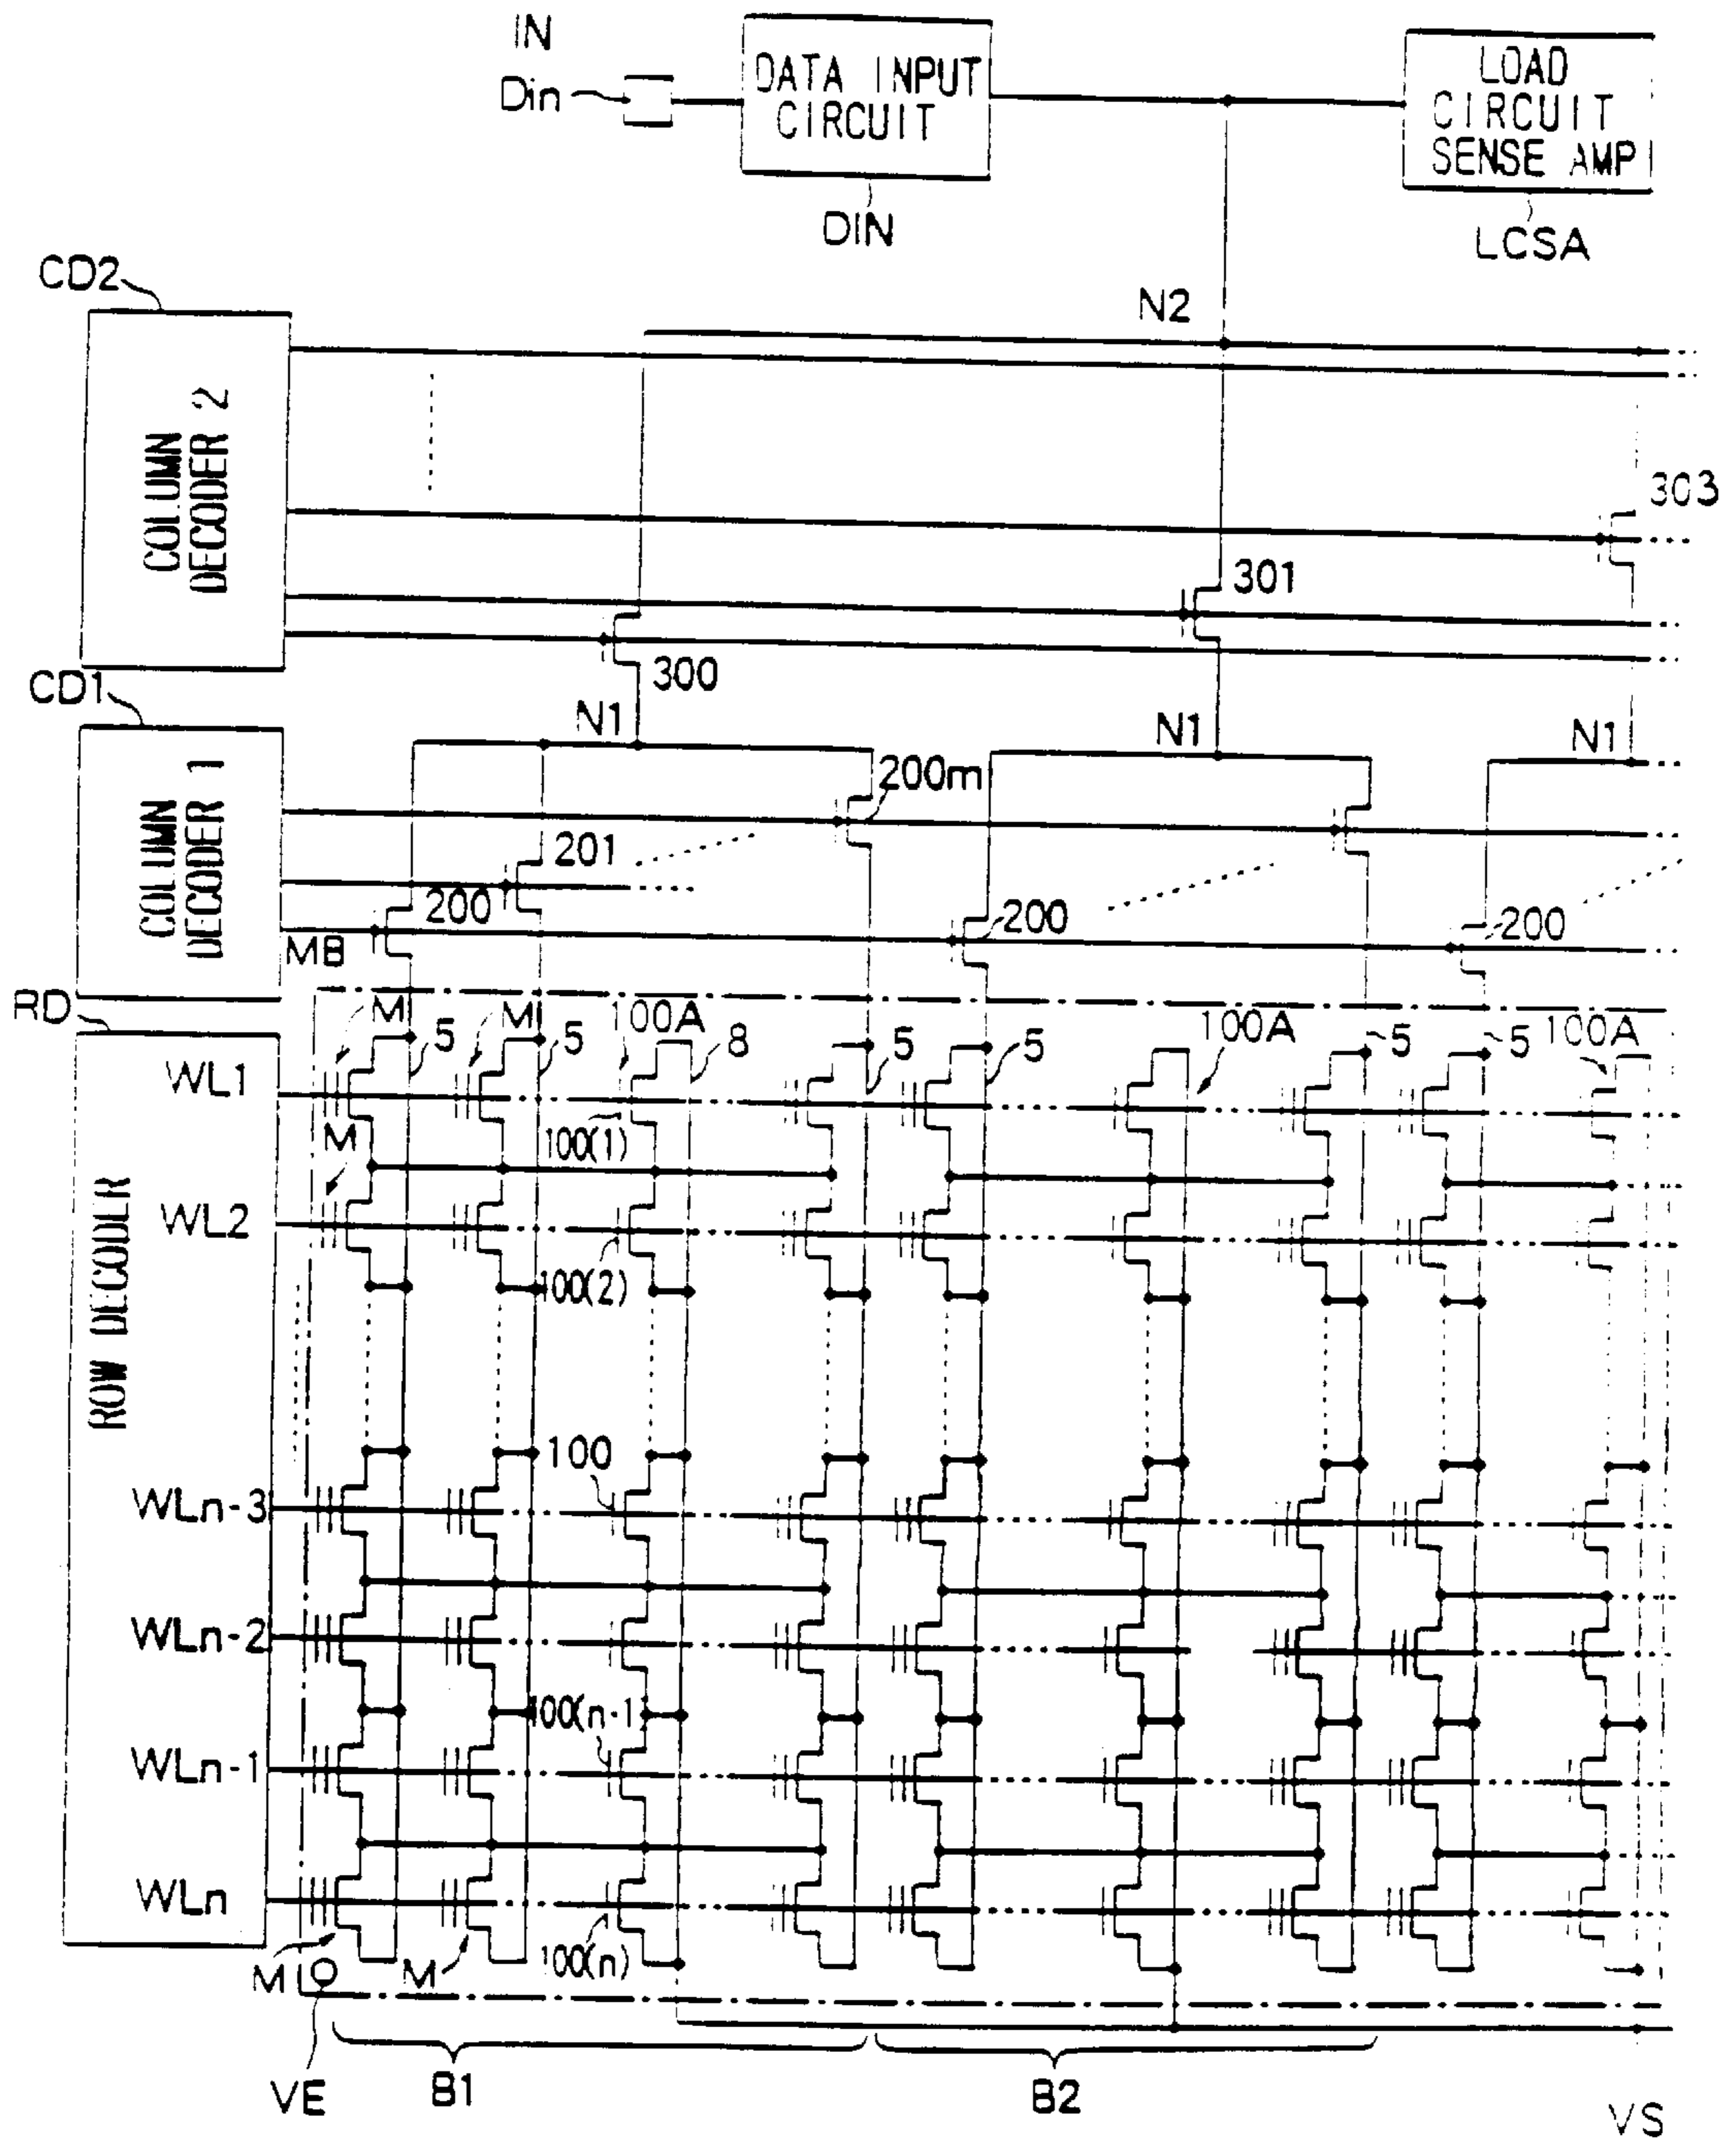 IN
Din
DATA INPUT
CIRCUIT
DIN
LOAD
CIRCUIT
SENSE AMP
LCSA
CD2
N2
COLUMN
DECODER 2
303
301
300
CD1
N1
N1
N1
COLUMN
DECODER 1
200m
201
200
200
200
MB
RD
M
5
M
5
100A
8
5
5
100A
5
5
100A
WL1
M
100(1)
WL2
100(2)
ROW DECODER
100
WLn-3
WLn-2
100(n-1)
WLn-1
WLn
M
M
100(n)
VE
B1
B2
VS